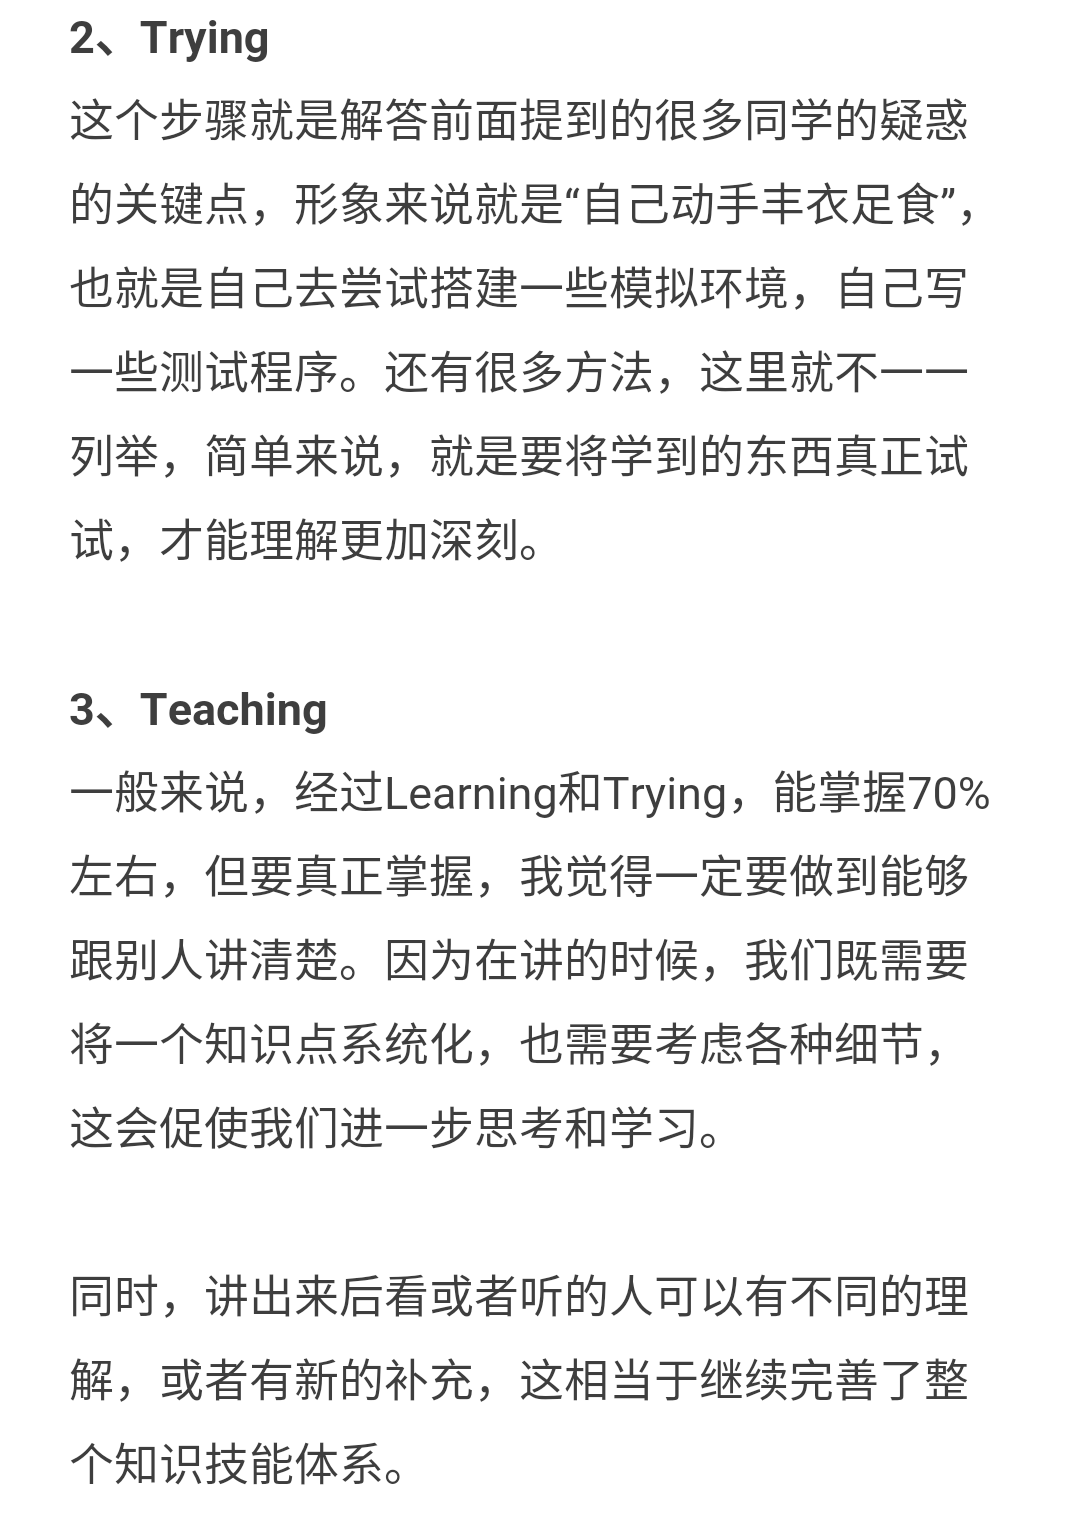 2、Trying
这个步骤就是解答前面提到的很多同学的疑惑
的关键点，形象来说就是“自己动手丰衣足食”，
也就是自己去尝试搭建一些模拟环境，自己写
一些测试程序。还有很多方法，这里就不一一
列举，简单来说，就是要将学到的东西真正试
试，才能理解更加深刻。
3、Teaching
一般来说，经过Learning和Trying，能掌握70%
左右，但要真正掌握，我觉得一定要做到能够
跟别人讲清楚。因为在讲的时候，我们既需要
将一个知识点系统化，也需要考虑各种细节，
这会促使我们进一步思考和学习。
同时，讲出来后看或者听的人可以有不同的理
解，或者有新的补充，这相当于继续完善了整
个知识技能体系。